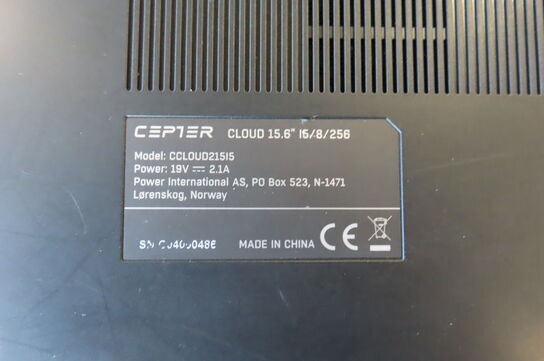 CEPTER CLOUD 15.6" I5/8/256
Model: CCLOUD215I5
Power: 19V ⎓ 2.1A
Power International AS, PO Box 523, N-1471
Lørenskog, Norway
MADE IN CHINA CE